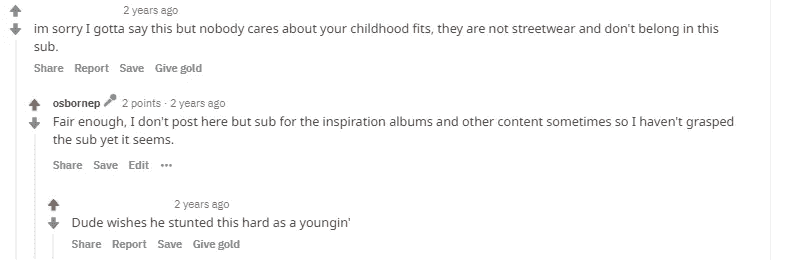 2 years ago
im sorry I gotta say this but nobody cares about your childhood fits, they are not streetwear and don't belong in this
sub.
Share Report Save Give gold
osbornep 2 points · 2 years ago
Fair enough, I don't post here but sub for the inspiration albums and other content sometimes so I haven't grasped
the sub yet it seems.
Share Save Edit •••
2 years ago
Dude wishes he stunted this hard as a youngin'
Share Report Save Give gold